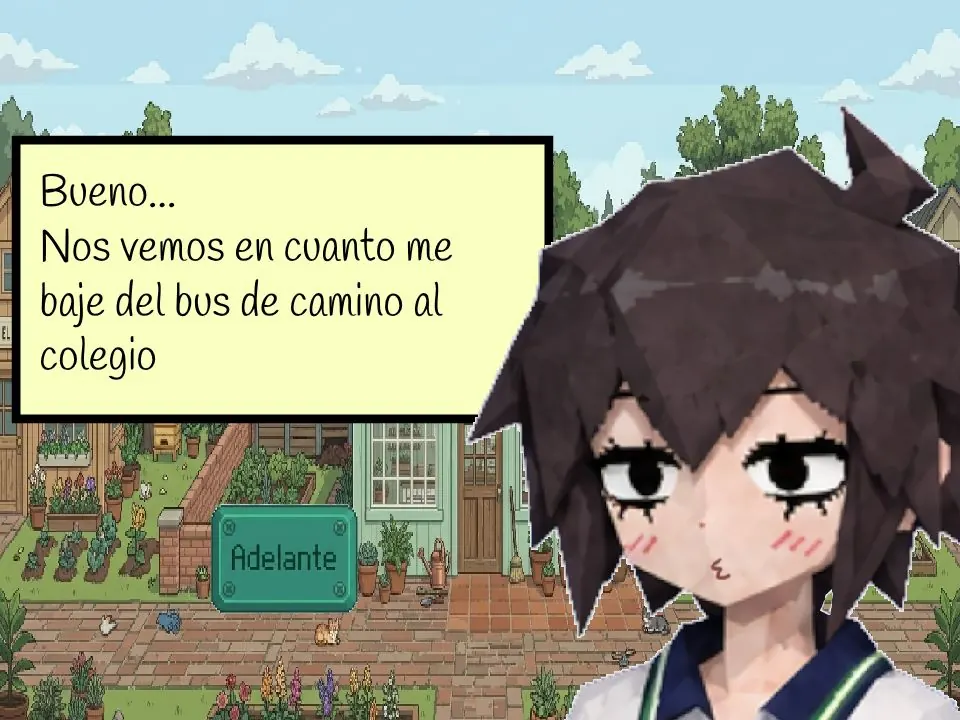 Bueno...
Nos vemos en cuanto me
baje del bus de camino al
colegio
Adelante